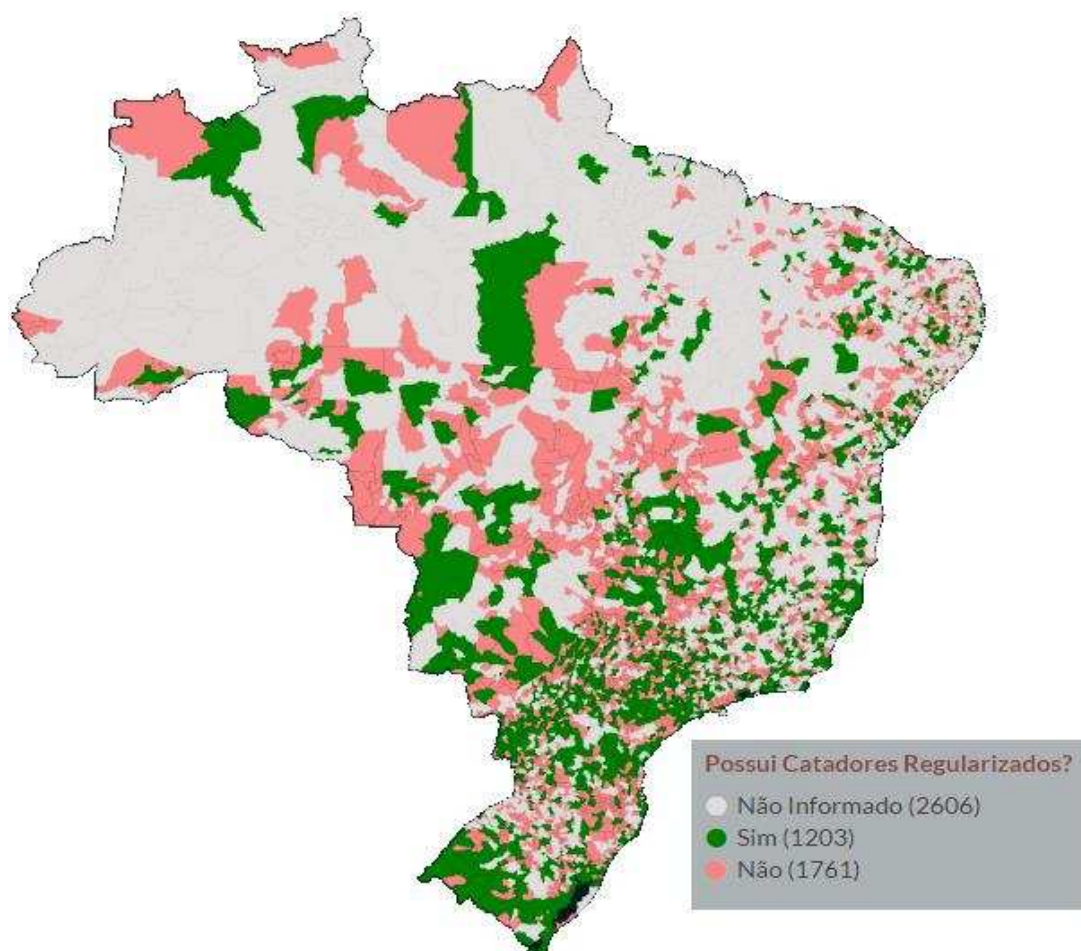 Possui Catadores Regularizados?
Não Informado (2606)
Sim (1203)
Não (1761)